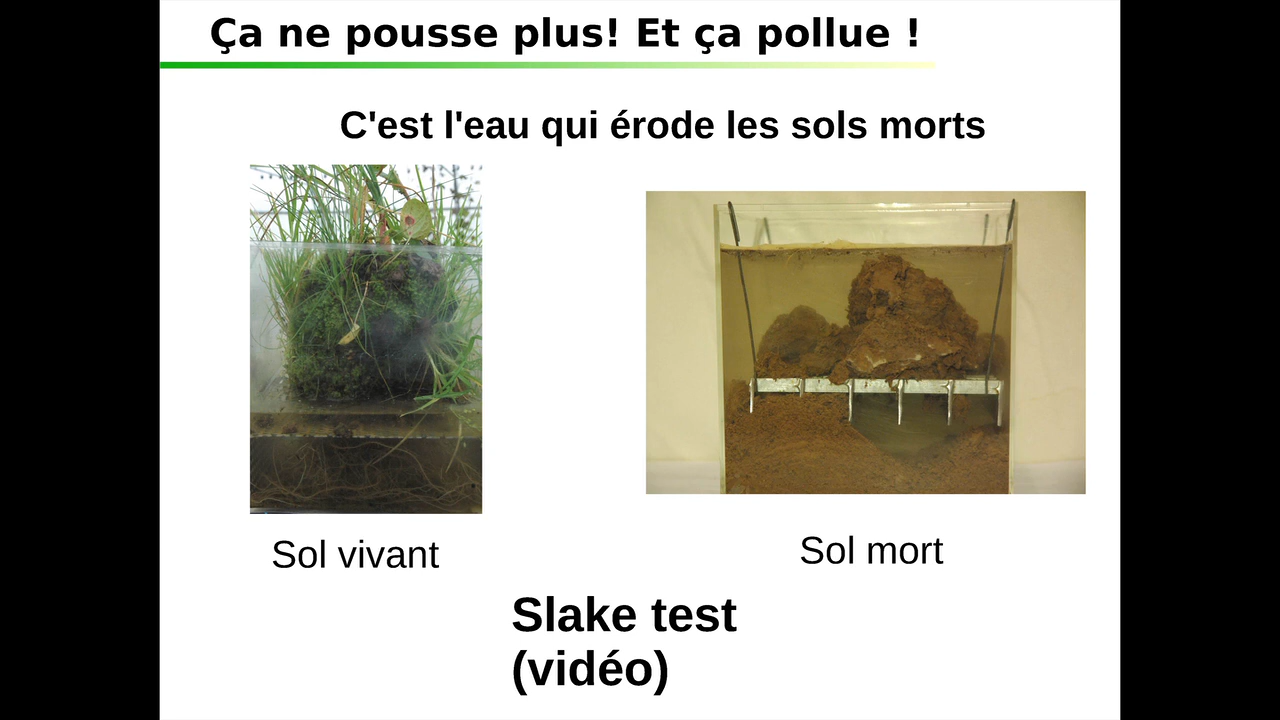 Ça ne pousse plus! Et ça pollue !
C'est l'eau qui érode les sols morts
Sol vivant
Sol mort
Slake test
(vidéo)